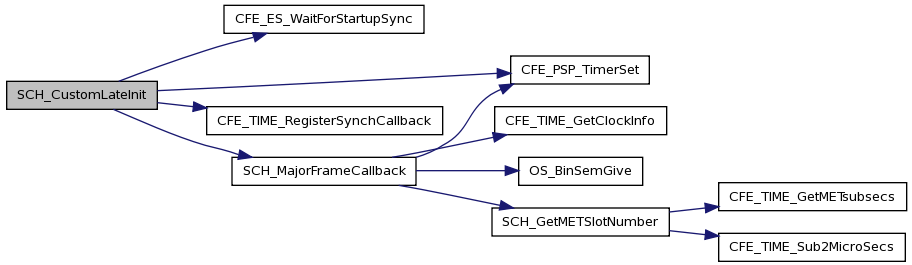 CFE_ES_WaitForStartupSync
CFE_PSP_TimerSet
SCH_CustomLateInit
CFE_TIME_RegisterSynchCallback
CFE_TIME_GetClockInfo
SCH_MajorFrameCallback
OS_BinSemGive
CFE_TIME_GetMETsubsecs
SCH_GetMETSlotNumber
CFE_TIME_Sub2MicroSecs